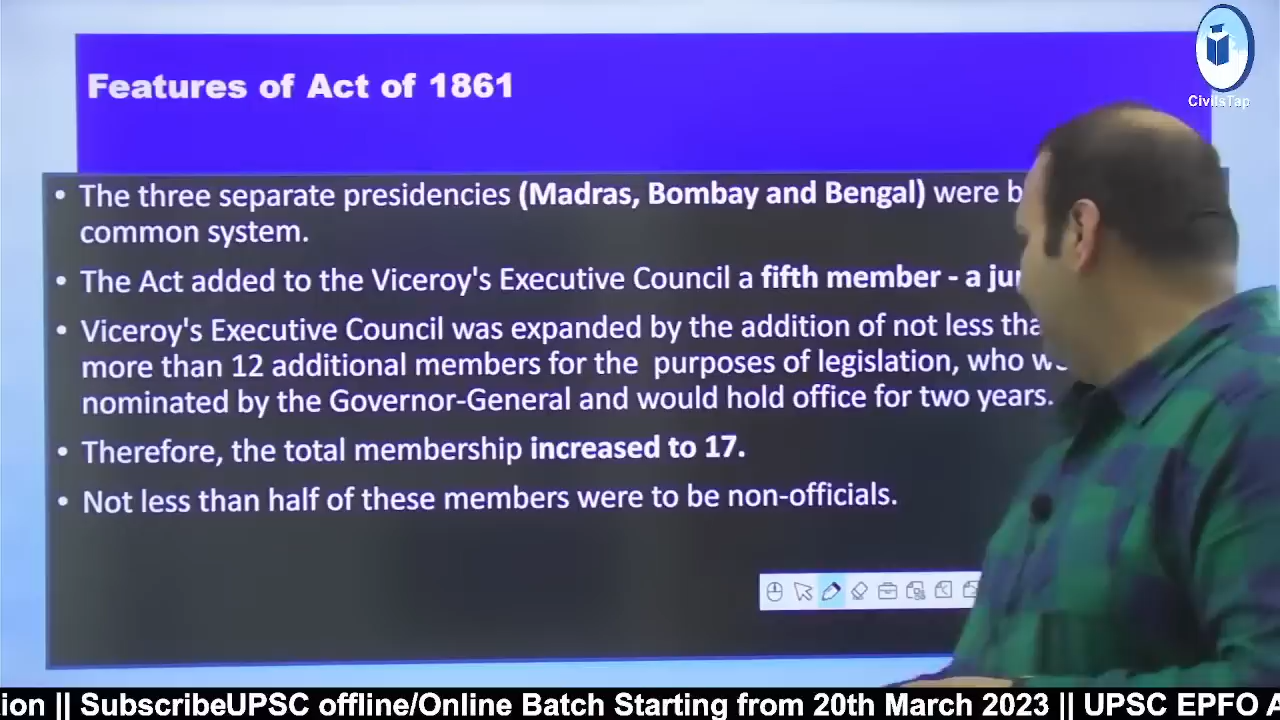 CivilsTap
Features of Act of 1861
• The three separate presidencies (Madras, Bombay and Bengal) were
common system.
• The Act added to the Viceroy's Executive Council a fifth member - a
• Viceroy's Executive Council was expanded by the addition of not less
more than 12 additional members for the purposes of legislation, who
nominated by the Governor-General and would hold office for two years.
• Therefore, the total membership increased to 17.
• Not less than half of these members were to be non-officials.
|| SubscribeUPSC offline/Online Batch Starting from 20th March 2023 || UPSC EPFO